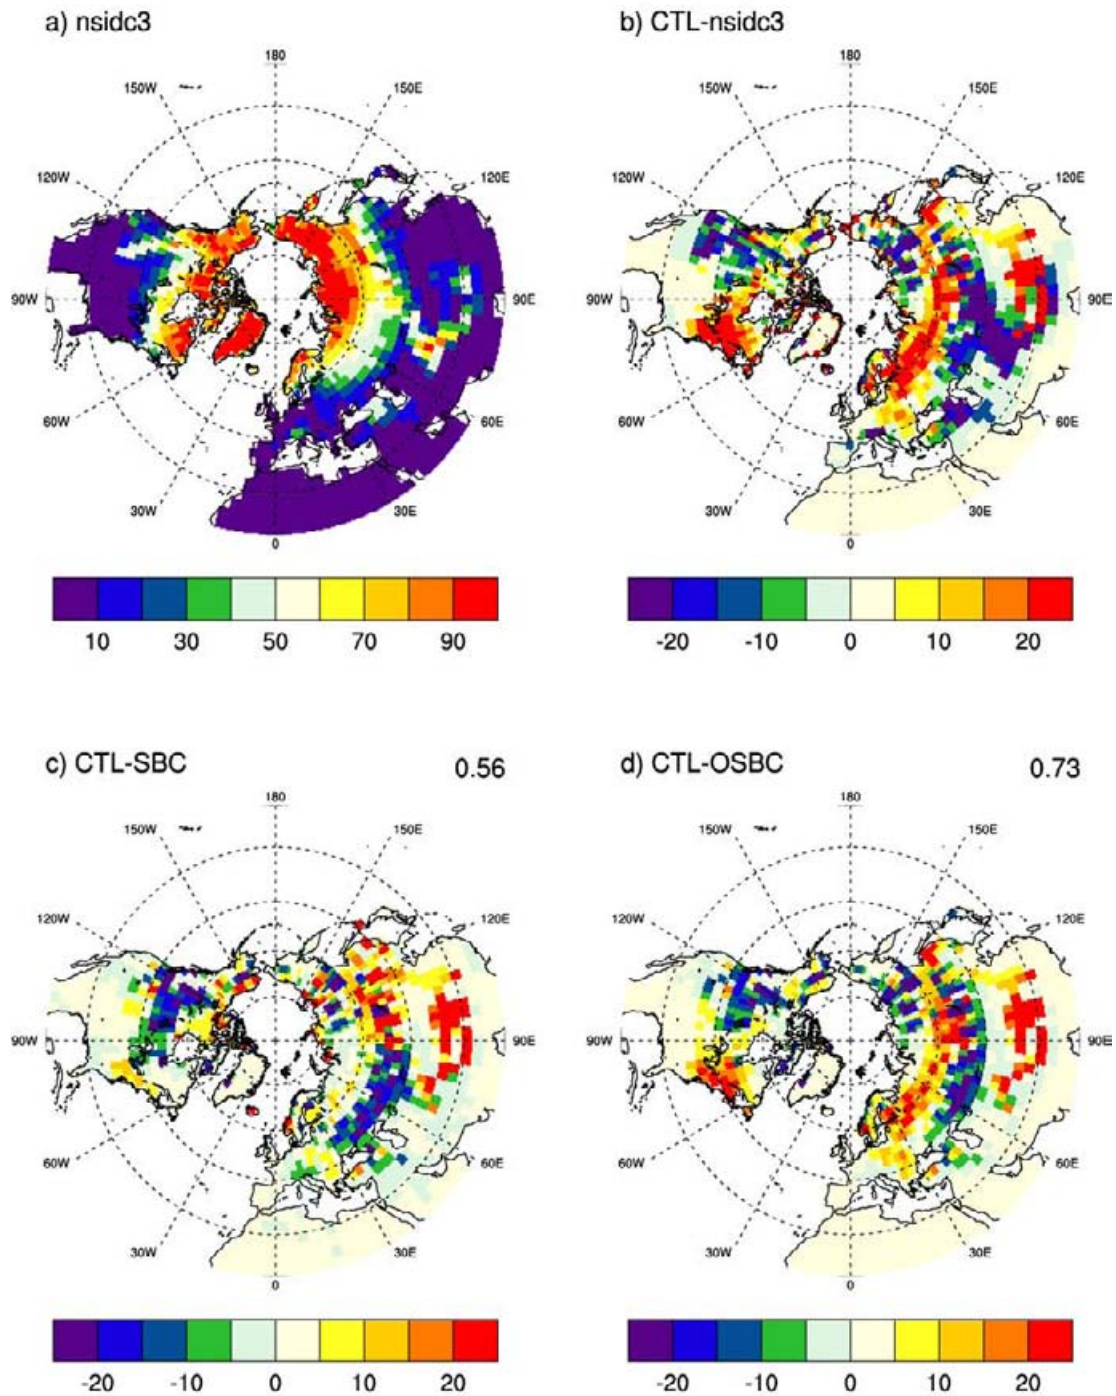 a) nsidc3
b) CTL-nsidc3
180
180
150W
150E
150W
150E
120W
120E
120W
120E
90W
90E
90W
90E
60W
60E
60W
60E
30W
30E
30W
30E
0
0
10 30 50 70 90
-20 -10 0 10 20
c) CTL-SBC 0.56
d) CTL-OSBC 0.73
180
180
150W
150E
150W
150E
120W
120E
120W
120E
90W
90E
90W
90E
60W
60E
60W
60E
30W
30E
30W
30E
0
0
-20 -10 0 10 20
-20 -10 0 10 20